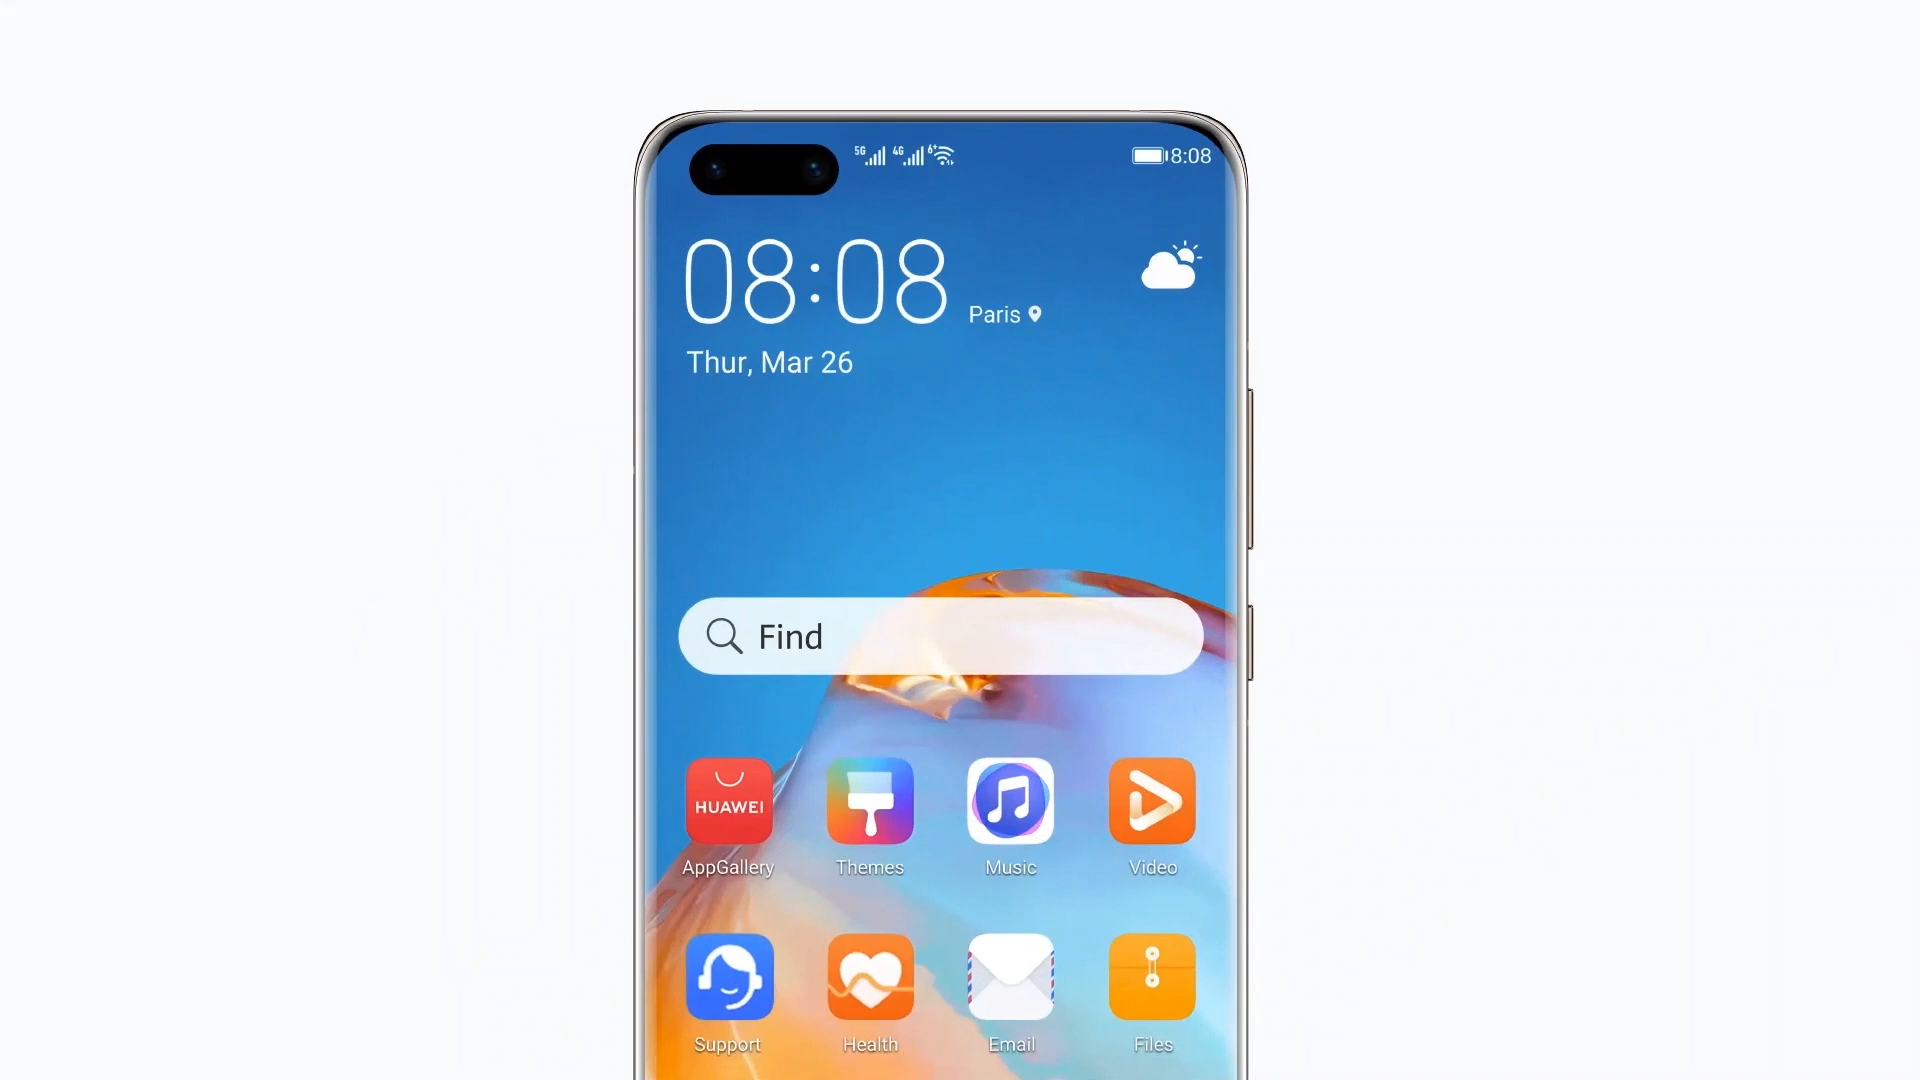 5G 4G 6+ 8:08
08:08
Paris
Thur, Mar 26
Find
HUAWEI
AppGallery Themes Music Video
Support Health Email Files